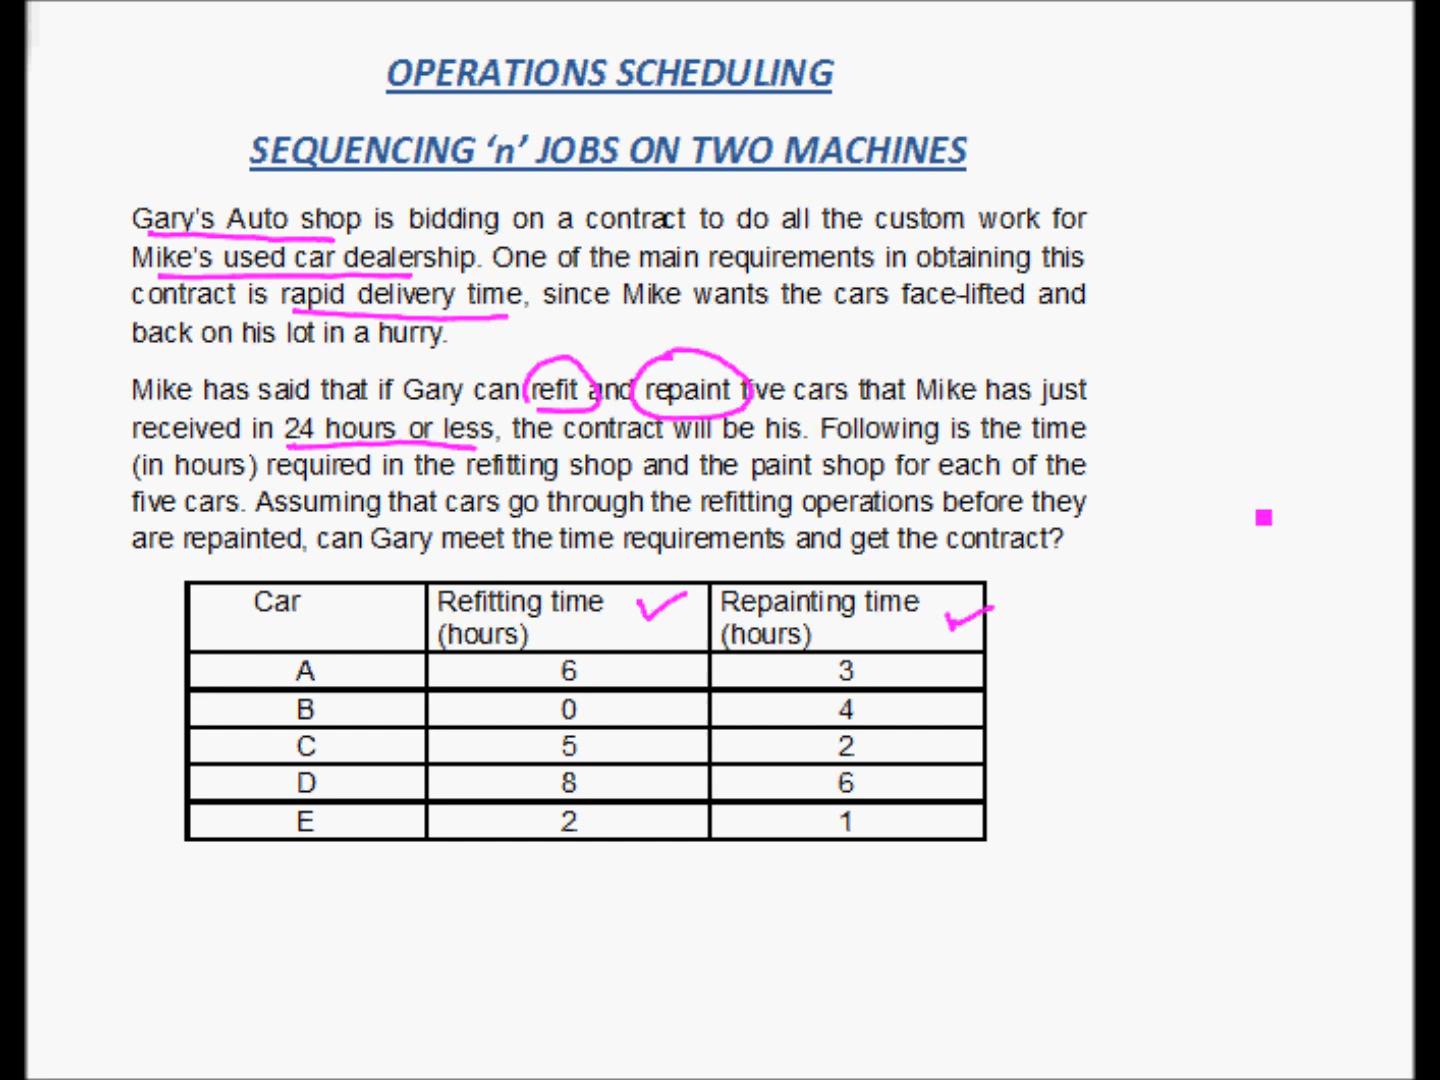 OPERATIONS SCHEDULING
SEQUENCING ‘n’ JOBS ON TWO MACHINES
Gary's Auto shop is bidding on a contract to do all the custom work for
Mike's used car dealership. One of the main requirements in obtaining this
contract is rapid delivery time, since Mike wants the cars face-lifted and
back on his lot in a hurry.
Mike has said that if Gary can refit and repaint five cars that Mike has just
received in 24 hours or less, the contract will be his. Following is the time
(in hours) required in the refitting shop and the paint shop for each of the
five cars. Assuming that cars go through the refitting operations before they
are repainted, can Gary meet the time requirements and get the contract?
Car Refitting time (hours) Repainting time (hours)
A 6 3
B 0 4
C 5 2
D 8 6
E 2 1